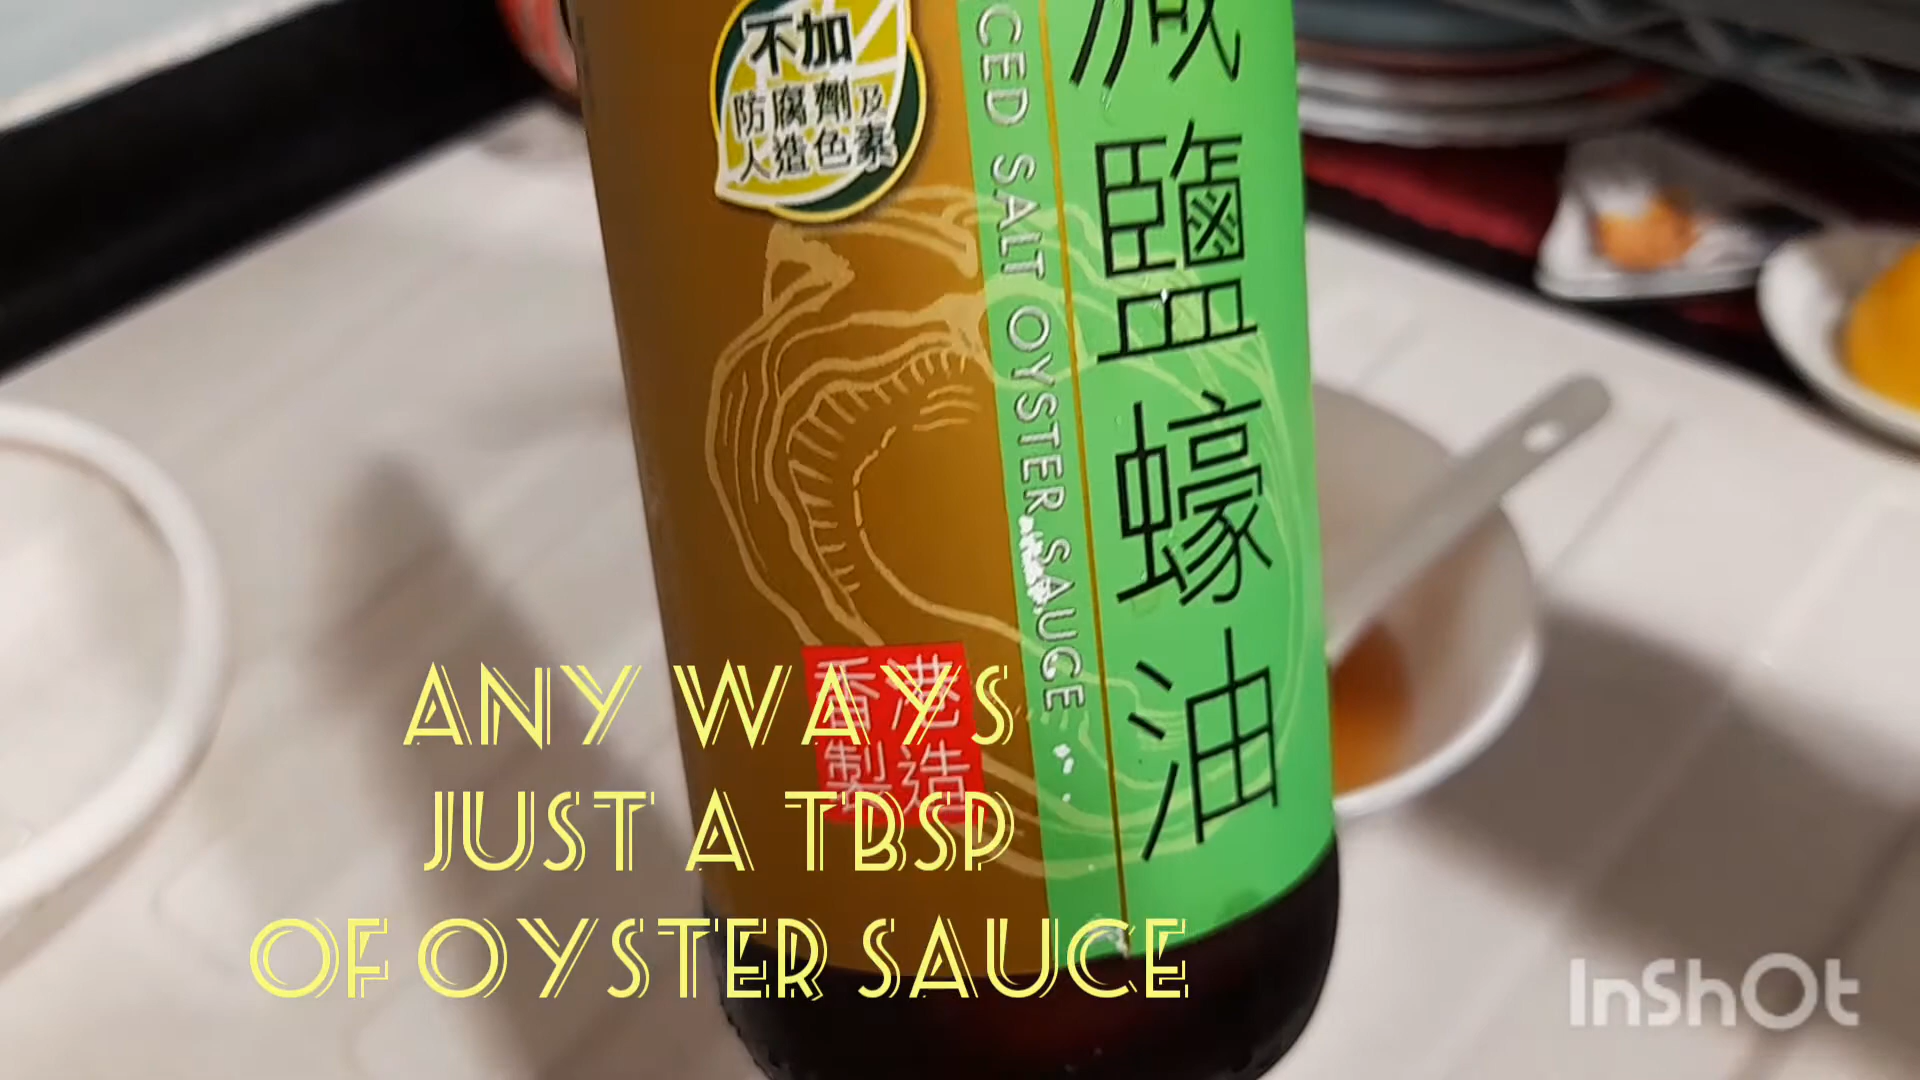 不加
防腐劑及
人造色素
CED SALT OYSTER SAUCE
減鹽蠔油
香港
製造
ANY WAYS
JUST A TBSP
OF OYSTER SAUCE
InShOt